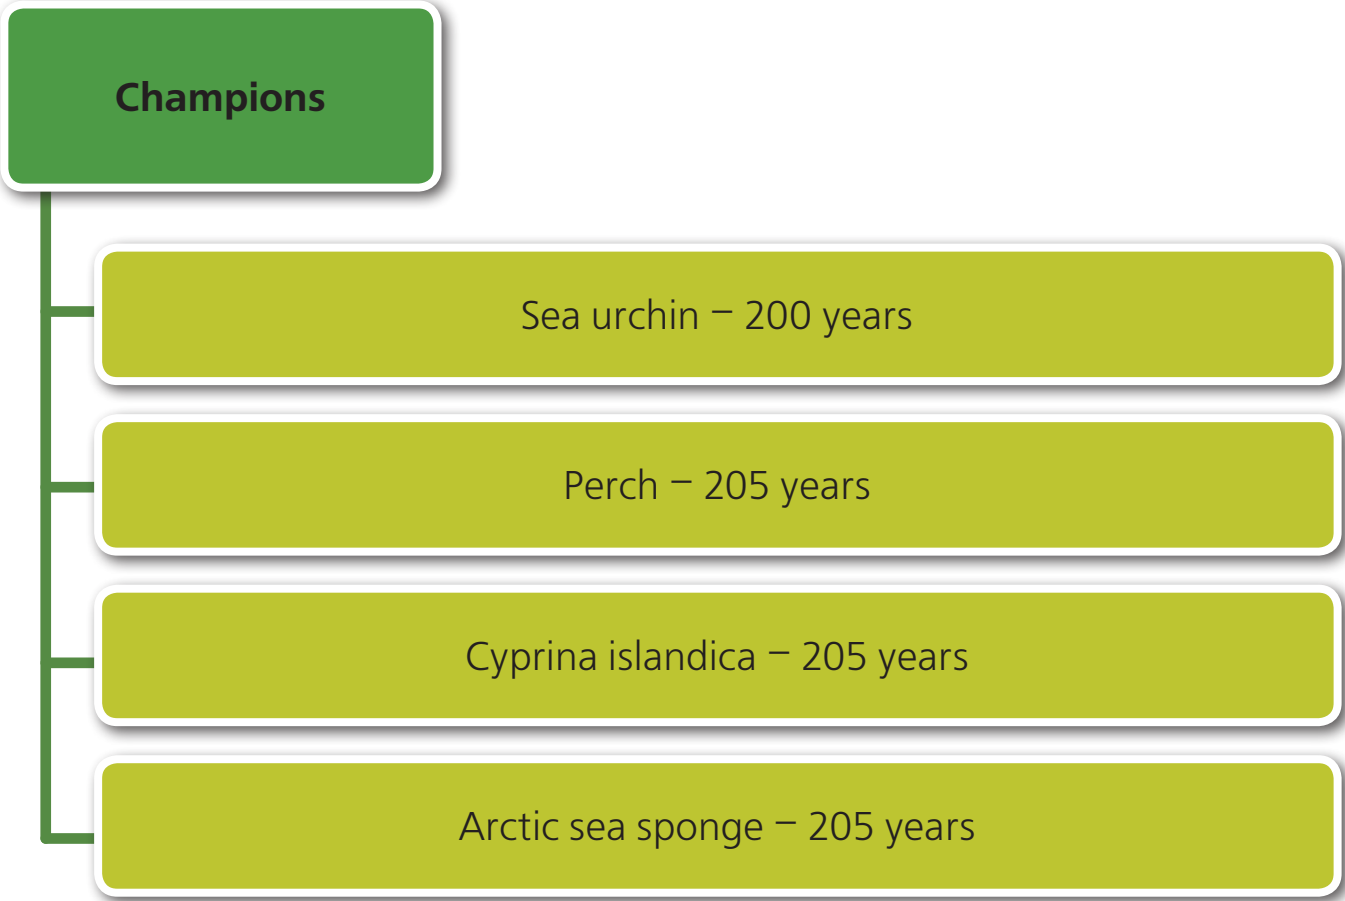 Champions
Sea urchin – 200 years
Perch – 205 years
Cyprina islandica – 205 years
Arctic sea sponge – 205 years